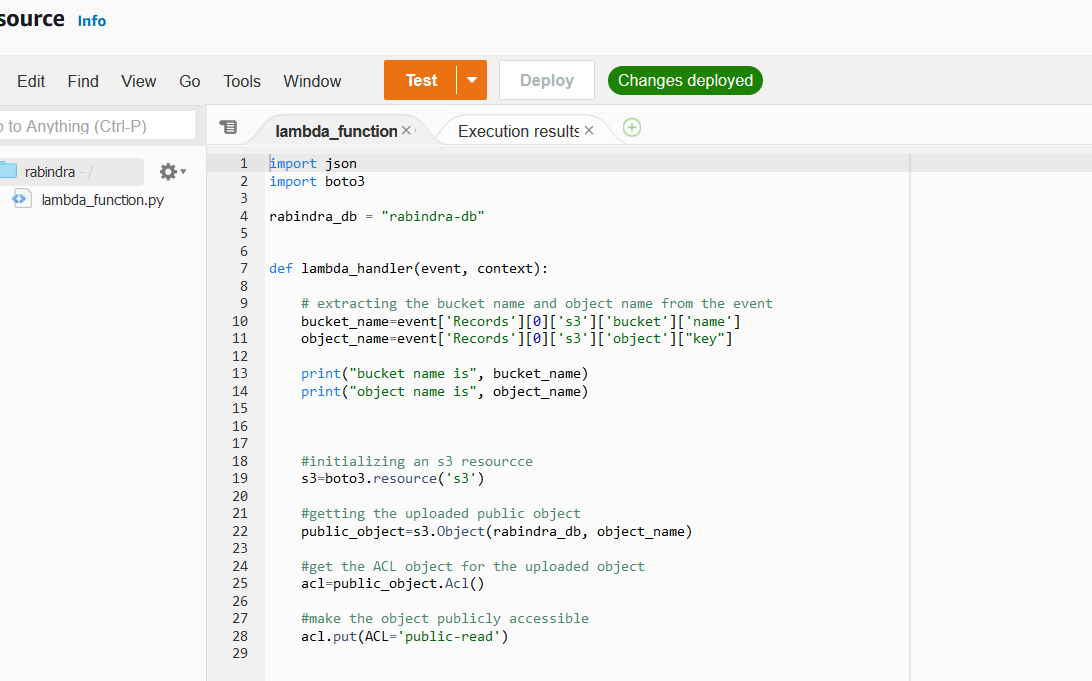 source Info
Edit Find View Go Tools Window Test Deploy Changes deployed
to Anything (Ctrl-P)
lambda_function × Execution results ×
rabindra - /
lambda_function.py
1 import json
2 import boto3
3
4 rabindra_db = "rabindra-db"
5
6
7 def lambda_handler(event, context):
8
9 # extracting the bucket name and object name from the event
10 bucket_name=event['Records'][0]['s3']['bucket']['name']
11 object_name=event['Records'][0]['s3']['object']["key"]
12
13 print("bucket name is", bucket_name)
14 print("object name is", object_name)
15
16
17
18 #initializing an s3 resourcce
19 s3=boto3.resource('s3')
20
21 #getting the uploaded public object
22 public_object=s3.Object(rabindra_db, object_name)
23
24 #get the ACL object for the uploaded object
25 acl=public_object.Acl()
26
27 #make the object publicly accessible
28 acl.put(ACL='public-read')
29